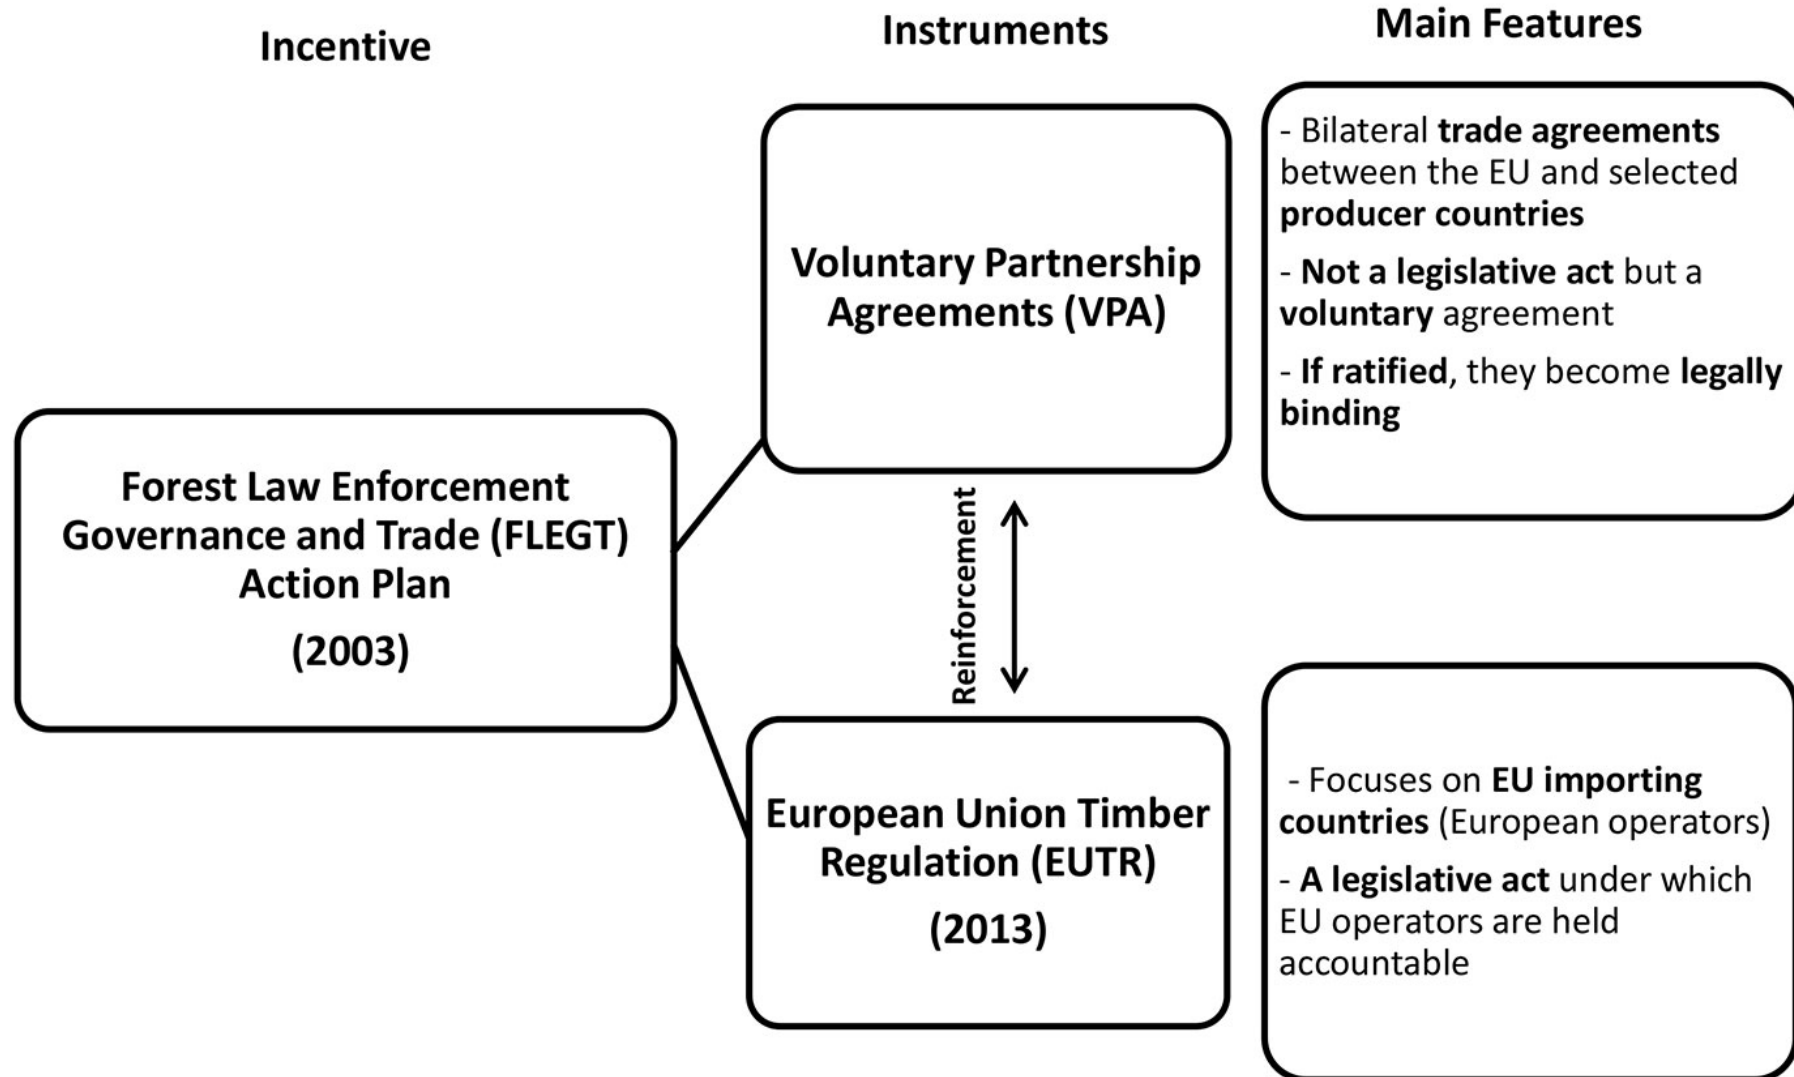 Incentive
Instruments
Main Features
Forest Law Enforcement
Governance and Trade (FLEGT)
Action Plan
(2003)
Voluntary Partnership
Agreements (VPA)
- Bilateral trade agreements
between the EU and selected
producer countries
- Not a legislative act but a
voluntary agreement
- If ratified, they become legally
binding
Reinforcement
European Union Timber
Regulation (EUTR)
(2013)
- Focuses on EU importing
countries (European operators)
- A legislative act under which
EU operators are held
accountable